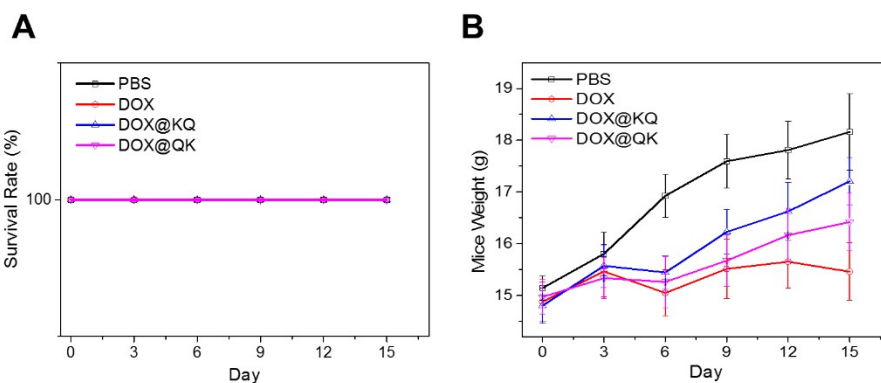 A
PBS
DOX
DOX@KQ
DOX@QK
Survival Rate (%)
100
0 3 6 9 12 15
Day
B
PBS
DOX
DOX@KQ
DOX@QK
Mice Weight (g)
19
18
17
16
15
0 3 6 9 12 15
Day